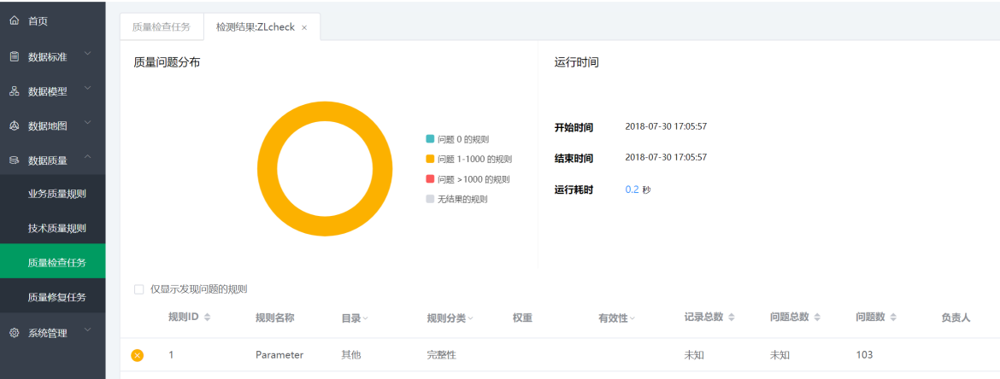 首页
数据标准
数据模型
数据地图
数据质量
业务质量规则
技术质量规则
质量检查任务
质量修复任务
系统管理
质量检查任务 检测结果:ZLcheck ×
质量问题分布
问题 0 的规则
问题 1-1000 的规则
问题 >1000 的规则
无结果的规则
运行时间
开始时间 2018-07-30 17:05:57
结束时间 2018-07-30 17:05:57
运行耗时 0.2 秒
仅显示发现问题的规则
规则ID 规则名称 目录 规则分类 权重 有效性 记录总数 问题总数 问题数 负责人
1 Parameter 其他 完整性 未知 未知 103